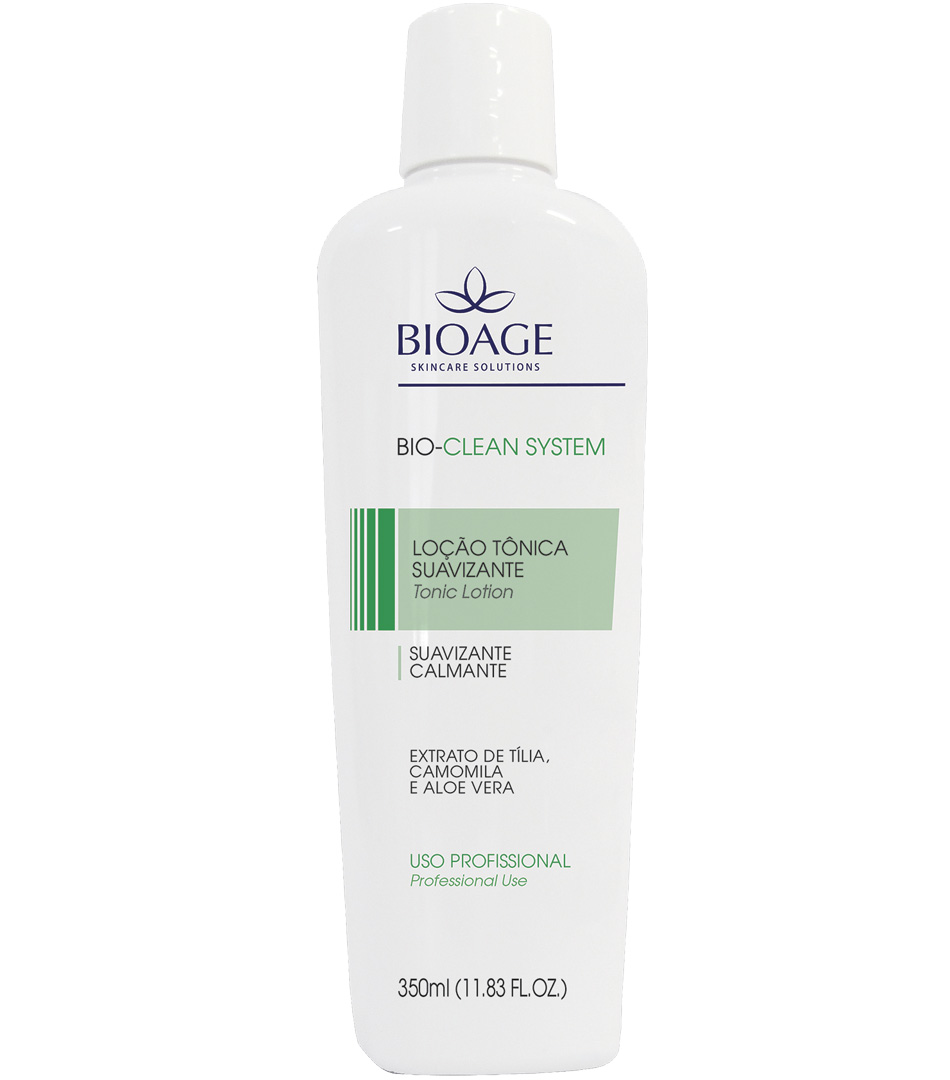 BIOAGE
SKINCARE SOLUTIONS
BIO-CLEAN SYSTEM
LOÇÃO TÔNICA
SUAVIZANTE
Tonic Lotion
SUAVIZANTE
CALMANTE
EXTRATO DE TÍLIA,
CAMOMILA
E ALOE VERA
USO PROFISSIONAL
Professional Use
350ml (11.83 FL.OZ.)